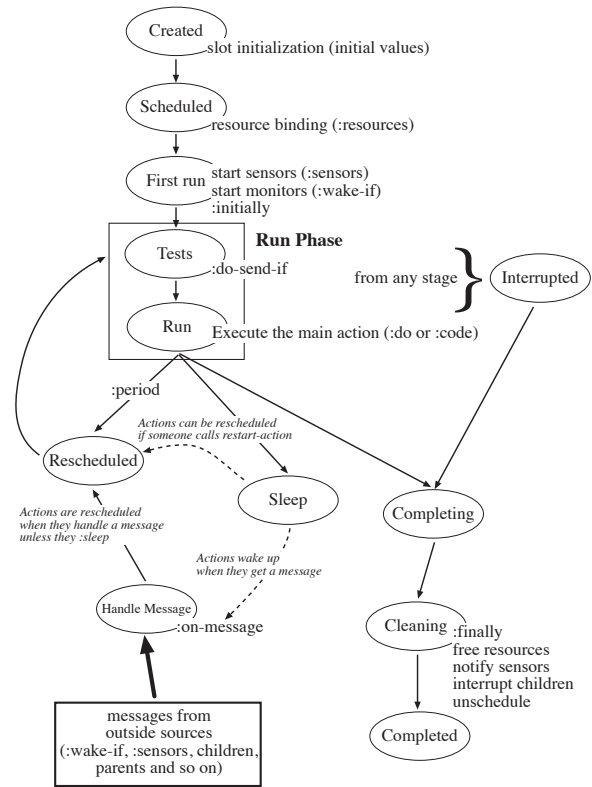 Created
slot initialization (initial values)
Scheduled
resource binding (:resources)
First run
start sensors (:sensors)
start monitors (:wake-if)
:initially
Run Phase
Tests
:do-send-if
from any stage
}
Interrupted
Run
Execute the main action (:do or :code)
:period
Actions can be rescheduled
if someone calls restart-action
Rescheduled
Sleep
Completing
Actions are rescheduled
when they handle a message
unless they :sleep
Actions wake up
when they get a message
Handle Message
:on-message
Cleaning
:finally
free resources
notify sensors
interrupt children
unschedule
messages from
outside sources
(:wake-if, :sensors, children,
parents and so on)
Completed